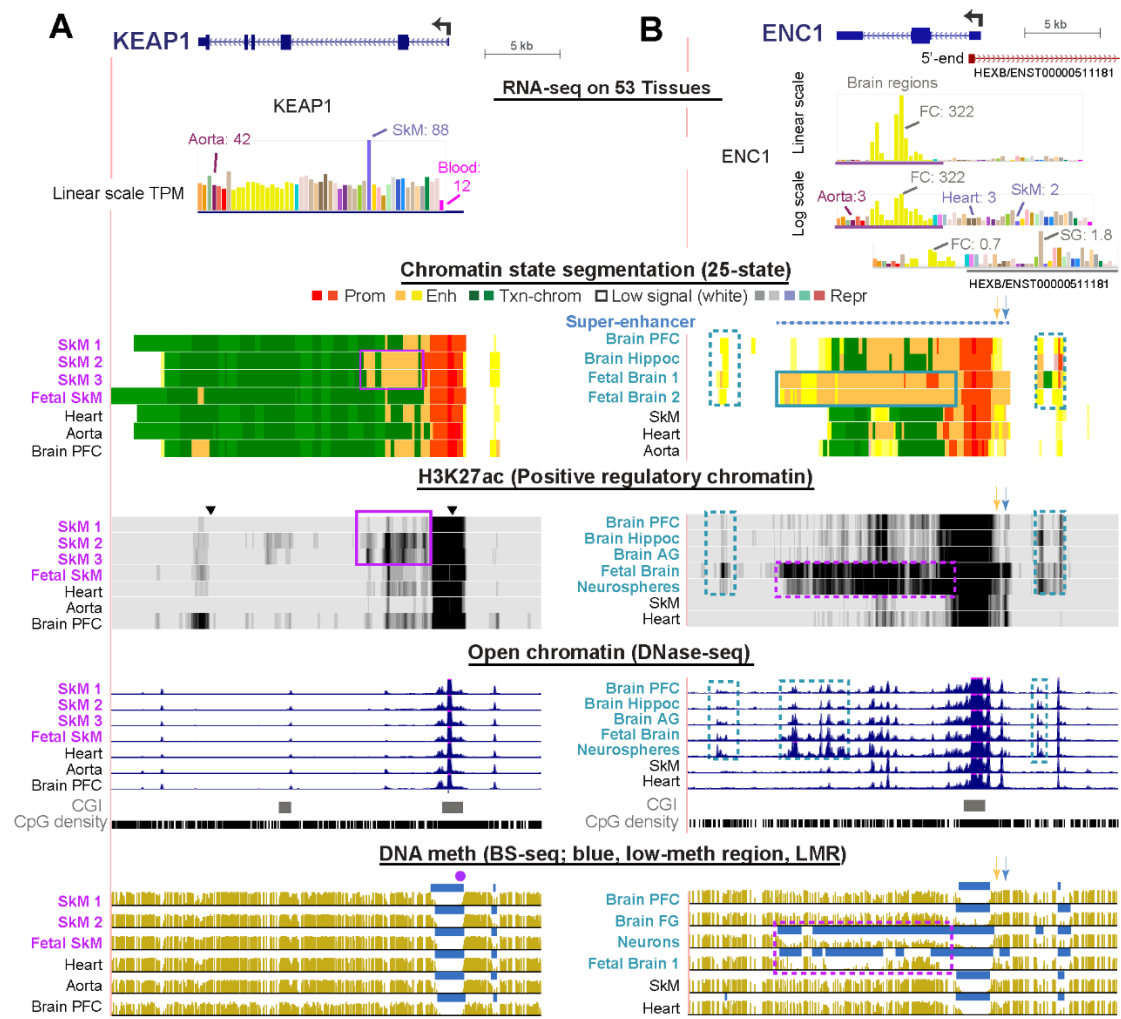 A
KEAP1
5 kb
B
ENC1
5 kb
5'-end
HEXB/ENST00000511181
RNA-seq on 53 Tissues
KEAP1
Aorta: 42
SkM: 88
Blood:
12
Linear scale TPM
ENC1
Linear scale
Brain regions
FC: 322
Log scale
FC: 322
Aorta:3
Heart: 3
SkM: 2
FC: 0.7
SG: 1.8
HEXB/ENST00000511181
Chromatin state segmentation (25-state)
Prom
Enh
Txn-chrom
Low signal (white)
Repr
Super-enhancer
SkM 1
SkM 2
SkM 3
Fetal SkM
Heart
Aorta
Brain PFC
Brain PFC
Brain Hippoc
Fetal Brain 1
Fetal Brain 2
SkM
Heart
Aorta
H3K27ac (Positive regulatory chromatin)
SkM 1
SkM 2
SkM 3
Fetal SkM
Heart
Aorta
Brain PFC
Brain PFC
Brain Hippoc
Brain AG
Fetal Brain
Neurospheres
SkM
Heart
Open chromatin (DNase-seq)
SkM 1
SkM 2
SkM 3
Fetal SkM
Heart
Aorta
Brain PFC
CGI
CpG density
Brain PFC
Brain Hippoc
Brain AG
Fetal Brain
Neurospheres
SkM
Heart
CGI
CpG density
DNA meth (BS-seq; blue, low-meth region, LMR)
SkM 1
SkM 2
Fetal SkM
Heart
Aorta
Brain PFC
Brain PFC
Brain FG
Neurons
Fetal Brain 1
SkM
Heart